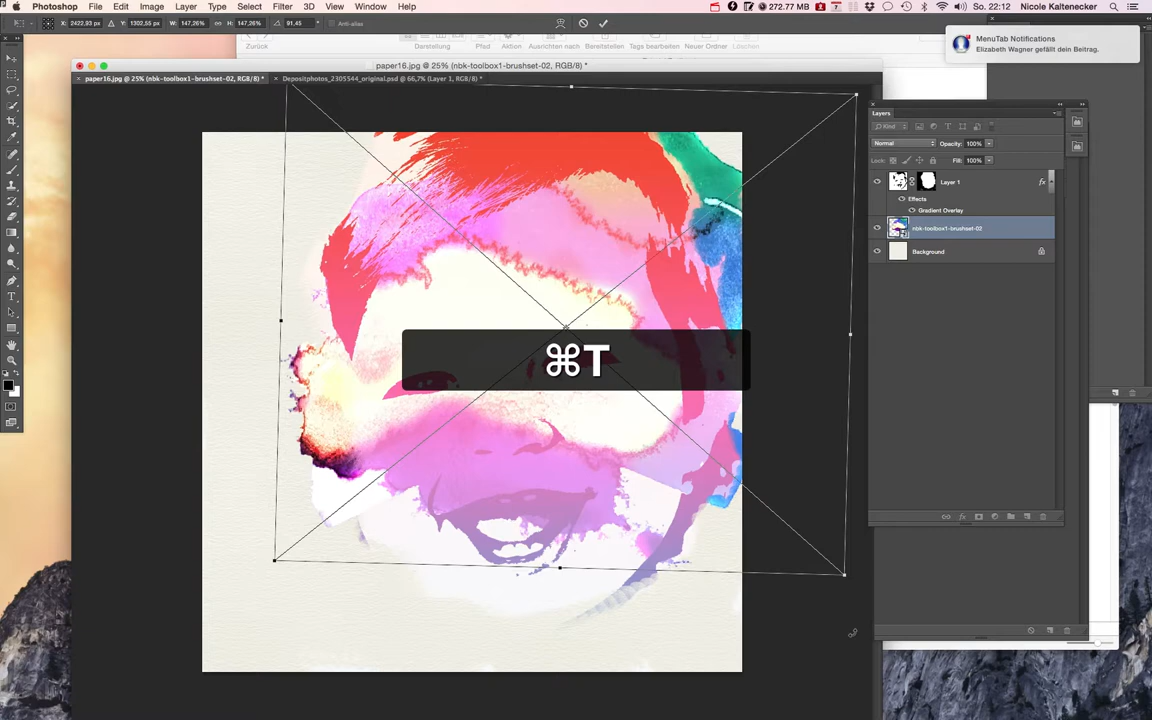 Photoshop File Edit Image Layer Type Select Filter 3D View Window Help 272.77 MB So. 22:12 Nicole Kaltenecker
X: 2422,93 px Y: 1302,55 px W: 147,26% H: 147,26% 91,45 ° Anti-alias
Zurück Darstellung Pfad Aktion Ausrichten nach Bereitstellen Tags bearbeiten Neuer Ordner Löschen
MenuTab Notifications
Elizabeth Wagner gefällt dein Beitrag.
paper16.jpg @ 25% (nbk-toolbox1-brushset-02, RGB/8) *
paper16.jpg @ 25% (nbk-toolbox1-brushset-02, RGB/8) * Depositphotos_2305544_original.psd @ 66,7% (Layer 1, RGB/8) *
Layers
Kind
Normal Opacity: 100%
Lock: Fill: 100%
Layer 1 fx
Effects
Gradient Overlay
nbk-toolbox1-brushset-02
Background
⌘T